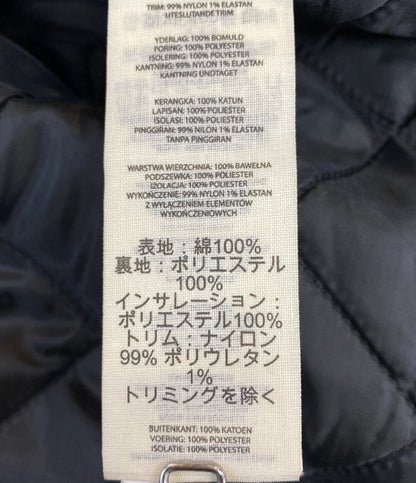 TRIM: 99% NYLON 1% ELASTAN
UTESLUTANDE TRIM
YDERLAG: 100% BOMULD
FORING: 100% POLYESTER
ISOLERING: 100% POLYESTER
KANTNING: 99% NYLON 1% ELASTAN
KANTNING ENDTAGET
KERANGKA: 100% KATUN
LAPISAN: 100% POLYESTER
ISOLASI: 100% POLYESTER
PINGGIRAN: 99% NILON 1% ELASTAN
TANPA PINGGIRAN
WARSTWA WIERZCHNIA: 100% BAWEŁNA
PODSZEWKA: 100% POLYESTER
IZOLACJA: 100% POLYESTER
WYKOŃCZENIE: 99% NYLON 1% ELASTAN
Z WYŁĄCZENIEM ELEMENTÓW
WYKOŃCZENIOWYCH
表地：綿100%
裏地：ポリエステル
100%
インサレーション：
ポリエステル100%
トリム：ナイロン
99% ポリウレタン
1%
トリミングを除く
BUITENKANT: 100% KATOEN
VOERING: 100% POLYESTER
ISOLATIE: 100% POLYESTER